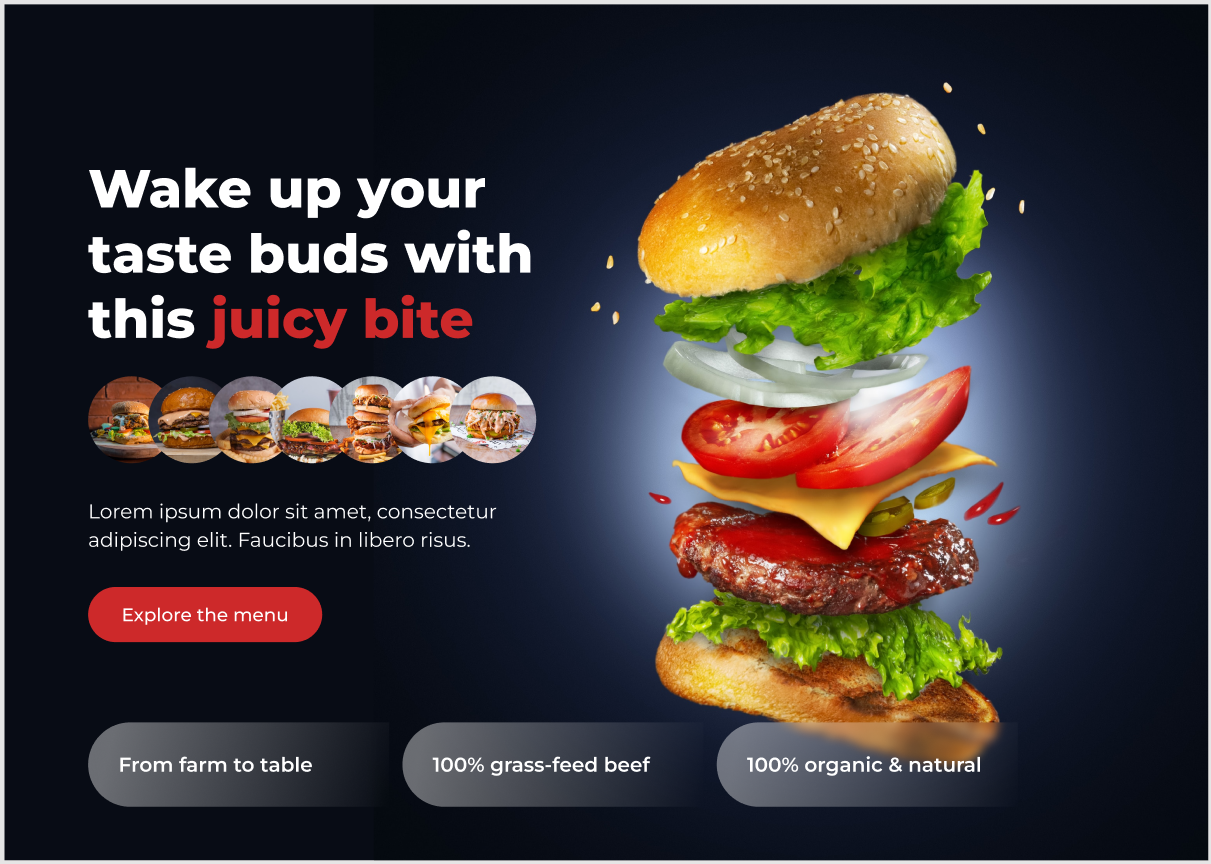 Wake up your
taste buds with
this juicy bite
Lorem ipsum dolor sit amet, consectetur
adipiscing elit. Faucibus in libero risus.
Explore the menu
From farm to table
100% grass-feed beef
100% organic & natural